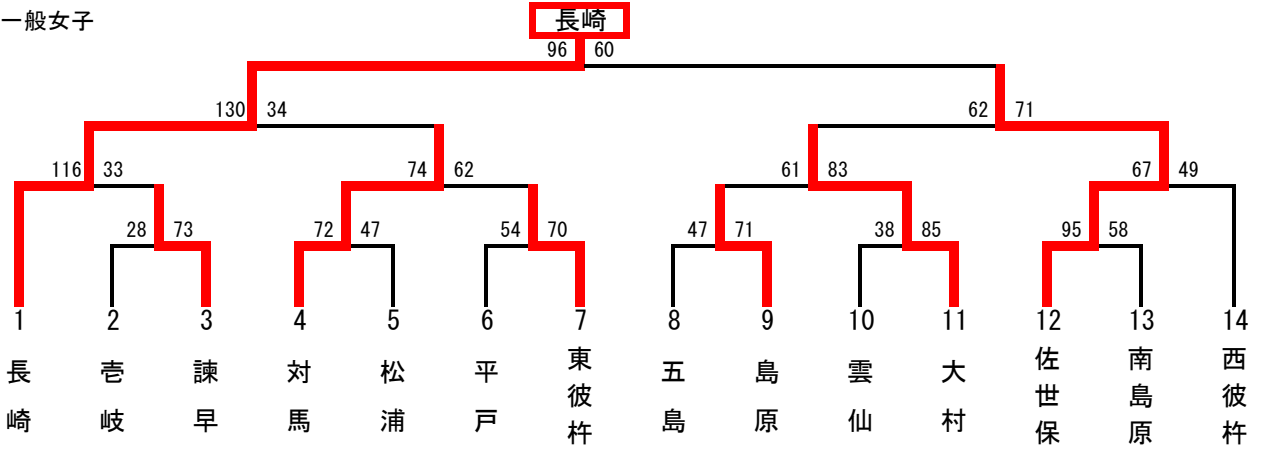 一般女子
長崎
96 60
130 34 62 71
116 33 74 62 61 83 67 49
28 73 72 47 54 70 47 71 38 85 95 58
1 2 3 4 5 6 7 8 9 10 11 12 13 14
長崎 壱岐 諫早 対馬 松浦 平戸 東彼杵 五島 島原 雲仙 大村 佐世保 南島原 西彼杵